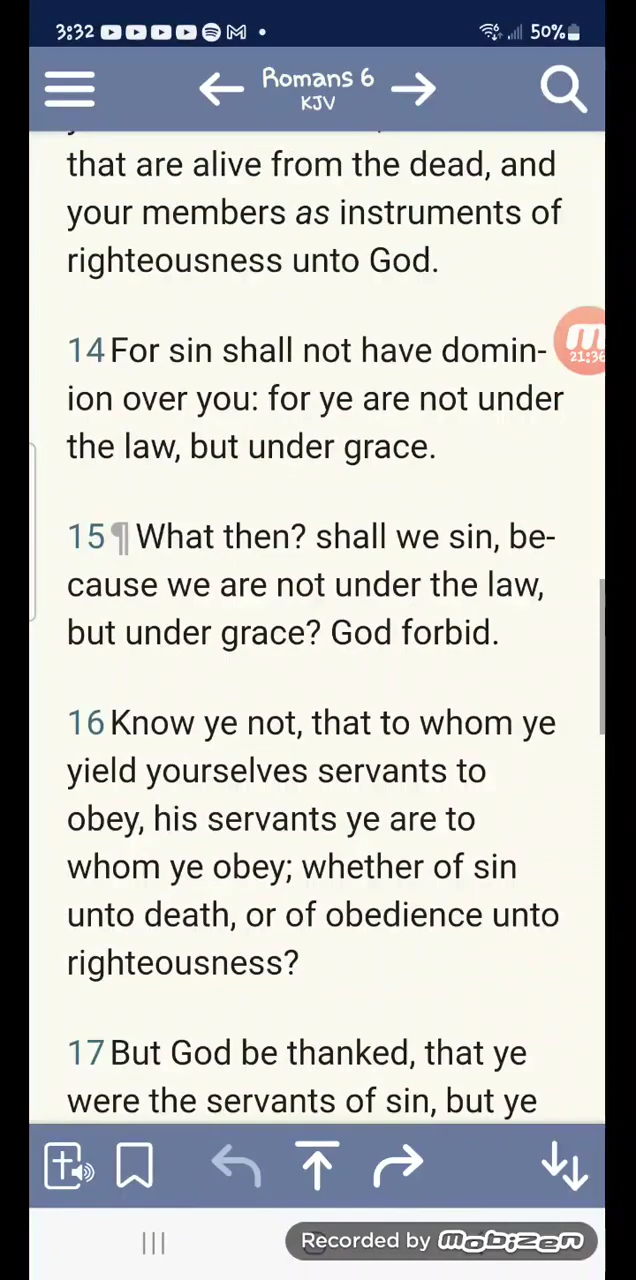 3:32
50%
Romans 6
KJV
that are alive from the dead, and
your members as instruments of
righteousness unto God.
21:36
14 For sin shall not have domin-
ion over you: for ye are not under
the law, but under grace.
15 ¶ What then? shall we sin, be-
cause we are not under the law,
but under grace? God forbid.
16 Know ye not, that to whom ye
yield yourselves servants to
obey, his servants ye are to
whom ye obey; whether of sin
unto death, or of obedience unto
righteousness?
17 But God be thanked, that ye
were the servants of sin, but ye
Recorded by mobizen